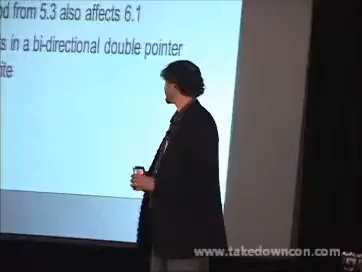 d from 5.3 also affects 6.1
s in a bi-directional double pointer
ite
www.takedowncon.com